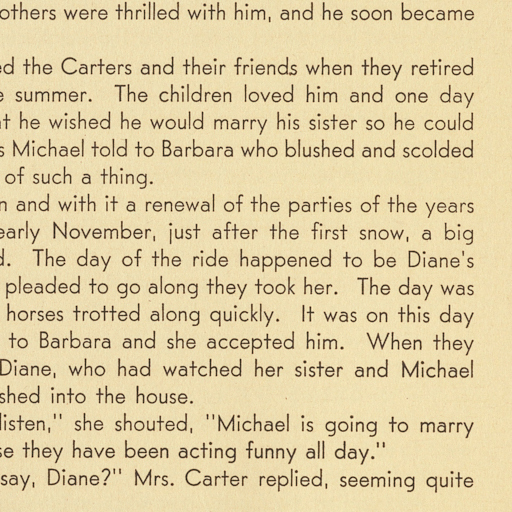 others were thrilled with him, and he soon became
ed the Carters and their friends when they retired
e summer. The children loved him and one day
at he wished he would marry his sister so he could
s Michael told to Barbara who blushed and scolded
of such a thing.
n and with it a renewal of the parties of the years
early November, just after the first snow, a big
d. The day of the ride happened to be Diane's
pleaded to go along they took her. The day was
horses trotted along quickly. It was on this day
to Barbara and she accepted him. When they
Diane, who had watched her sister and Michael
shed into the house.
listen," she shouted, "Michael is going to marry
se they have been acting funny all day."
say, Diane?" Mrs. Carter replied, seeming quite